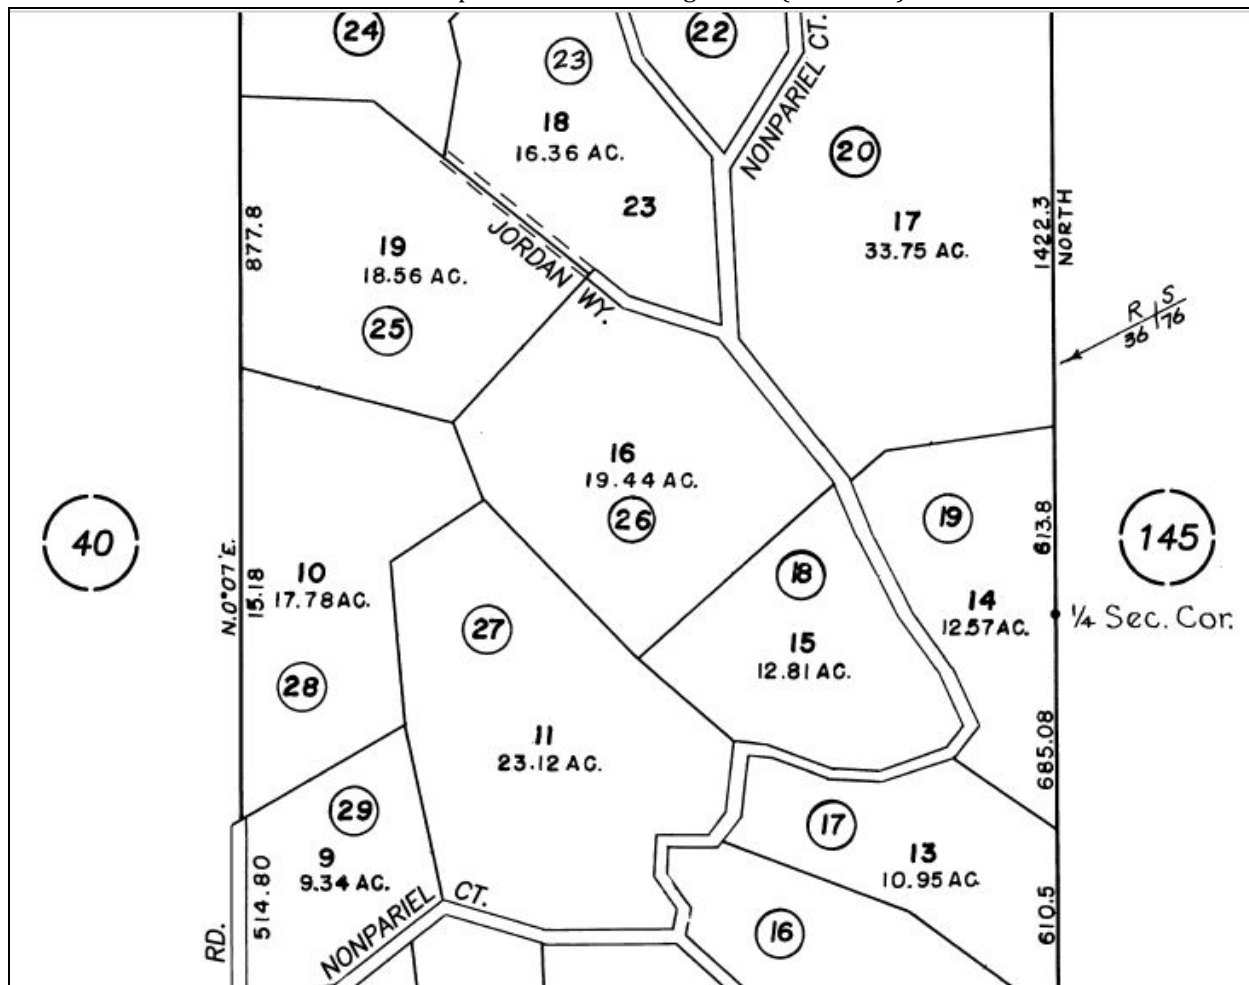 24
23
22
NONPARIEL CT.
18
16.36 AC.
20
23
17
33.75 AC.
1422.3
NORTH
877.8
19
18.56 AC.
JORDAN WY.
25
R S
36 76
16
19.44 AC.
26
19
613.8
40
145
N.0°07'E.
15.18
10
17.78 AC.
18
14
12.57 AC.
1/4 Sec. Cor.
27
15
12.81 AC.
28
11
23.12 AC.
685.08
29
17
9
9.34 AC.
13
10.95 AC
514.80
NONPARIEL CT.
RD.
16
610.5